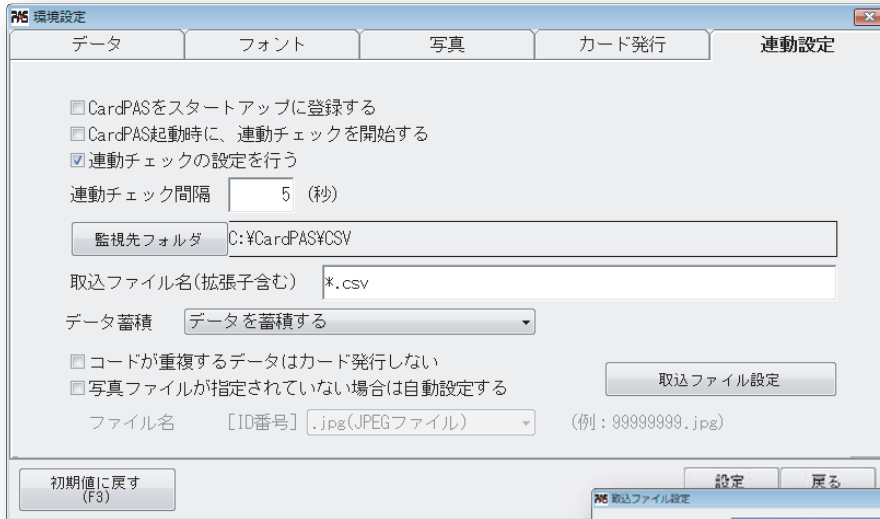 PAS 環境設定
データ フォント 写真 カード発行 連動設定
CardPASをスタートアップに登録する
CardPAS起動時に、連動チェックを開始する
連動チェックの設定を行う
連動チェック間隔 5 (秒)
監視先フォルダ C:¥CardPAS¥CSV
取込ファイル名(拡張子含む) *.csv
データ蓄積 データを蓄積する
コードが重複するデータはカード発行しない
写真ファイルが指定されていない場合は自動設定する
取込ファイル設定
ファイル名 [ID番号] .jpg(JPEGファイル) (例：99999999.jpg)
初期値に戻す
(F3)
設定 戻る
PAS 取込ファイル設定